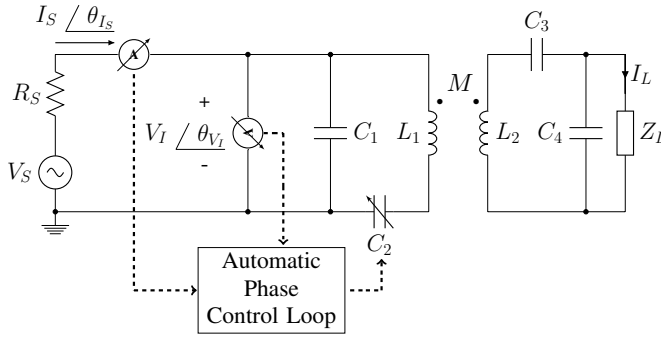 I_S ∠θ_{I_S}
C_3
A
R_S
+
V_I ∠θ_{V_I}
-
C_1
L_1
M
L_2
C_4
I_L
Z_L
V_S
C_2
Automatic
Phase
Control Loop